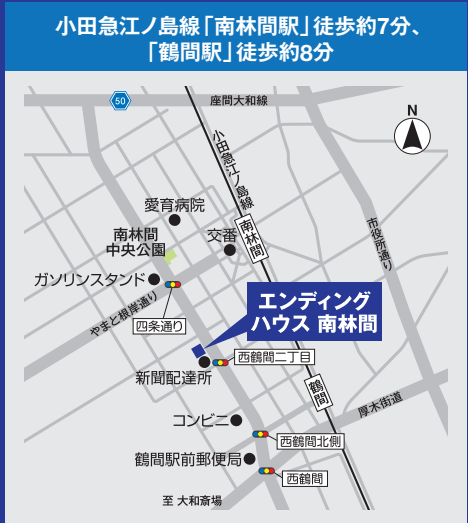 小田急江ノ島線「南林間駅」徒歩約7分、
「鶴間駅」徒歩約8分
50
座間大和線
N
小田急江ノ島線
愛育病院
南林間
中央公園
交番
南林間
市役所通り
ガソリンスタンド
やまと根岸通り
四条通り
エンディング
ハウス 南林間
西鶴間二丁目
新聞配達所
鶴間
厚木街道
コンビニ
西鶴間北側
鶴間駅前郵便局
西鶴間
至 大和斎場